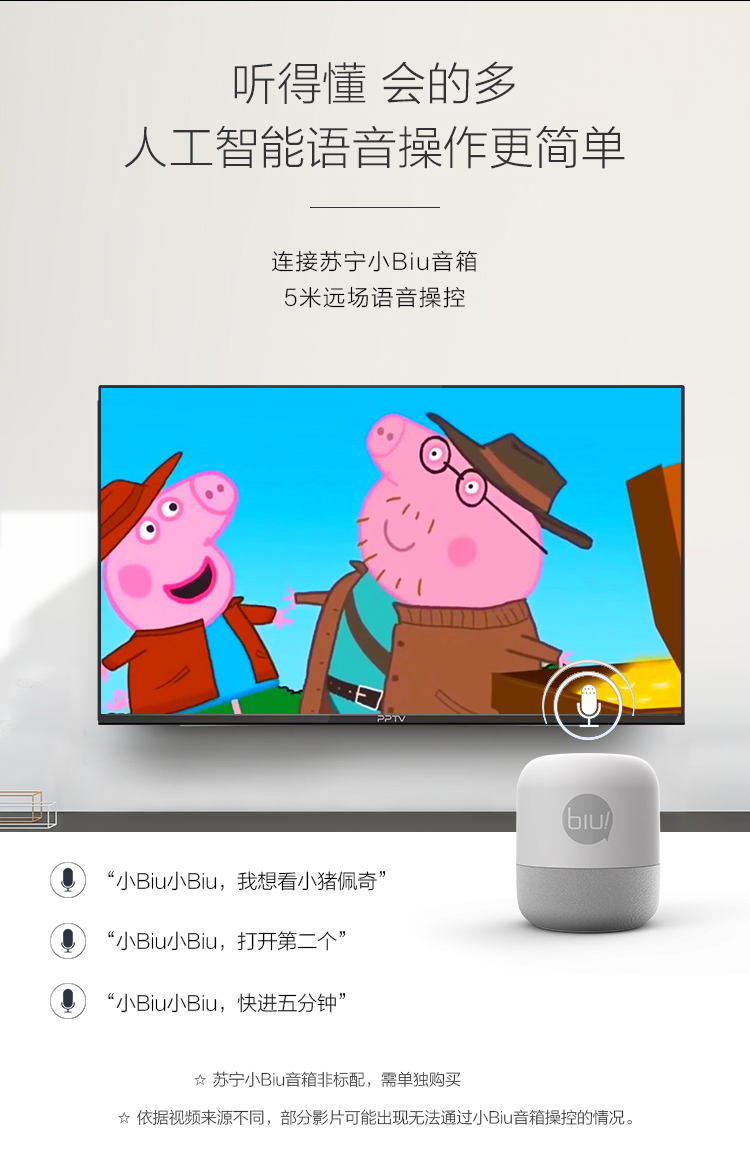 听得懂 会的多
人工智能语音操作更简单
连接苏宁小Biu音箱
5米远场语音操控
PPTV
biu!
“小Biu小Biu，我想看小猪佩奇”
“小Biu小Biu，打开第二个”
“小Biu小Biu，快进五分钟”
☆ 苏宁小Biu音箱非标配，需单独购买
☆ 依据视频来源不同，部分影片可能出现无法通过小Biu音箱操控的情况。